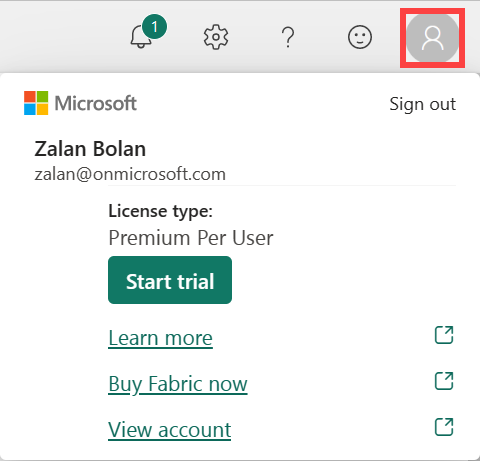 1
Microsoft
Sign out
Zalan Bolan
zalan@onmicrosoft.com
License type:
Premium Per User
Start trial
Learn more
Buy Fabric now
View account